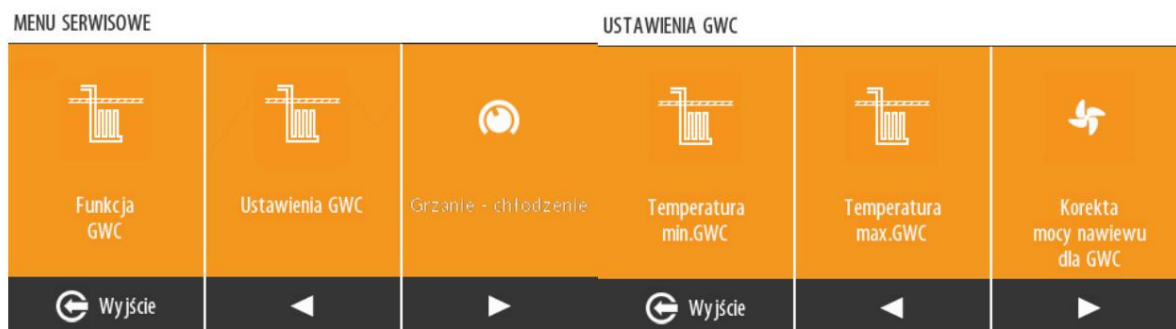 MENU SERWISOWE
Funkcja
GWC
Ustawienia GWC
Grzanie - chłodzenie
Wyjście
USTAWIENIA GWC
Temperatura
min.GWC
Temperatura
max.GWC
Korekta
mocy nawiewu
dla GWC
Wyjście